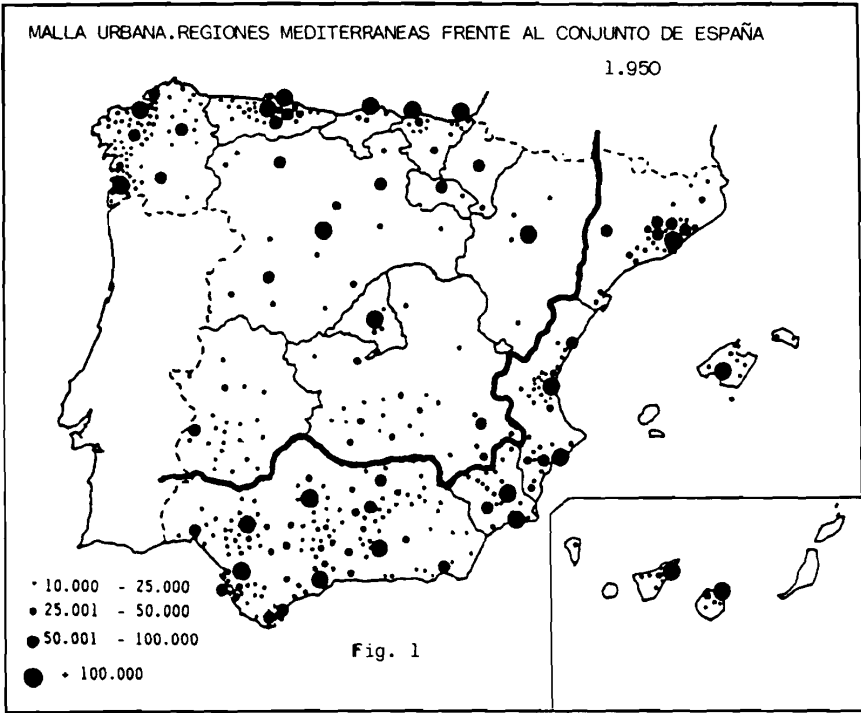 MALLA URBANA.REGIONES MEDITERRANEAS FRENTE AL CONJUNTO DE ESPAÑA
1.950
10.000 - 25.000
25.001 - 50.000
50.001 - 100.000
+ 100.000
Fig. 1